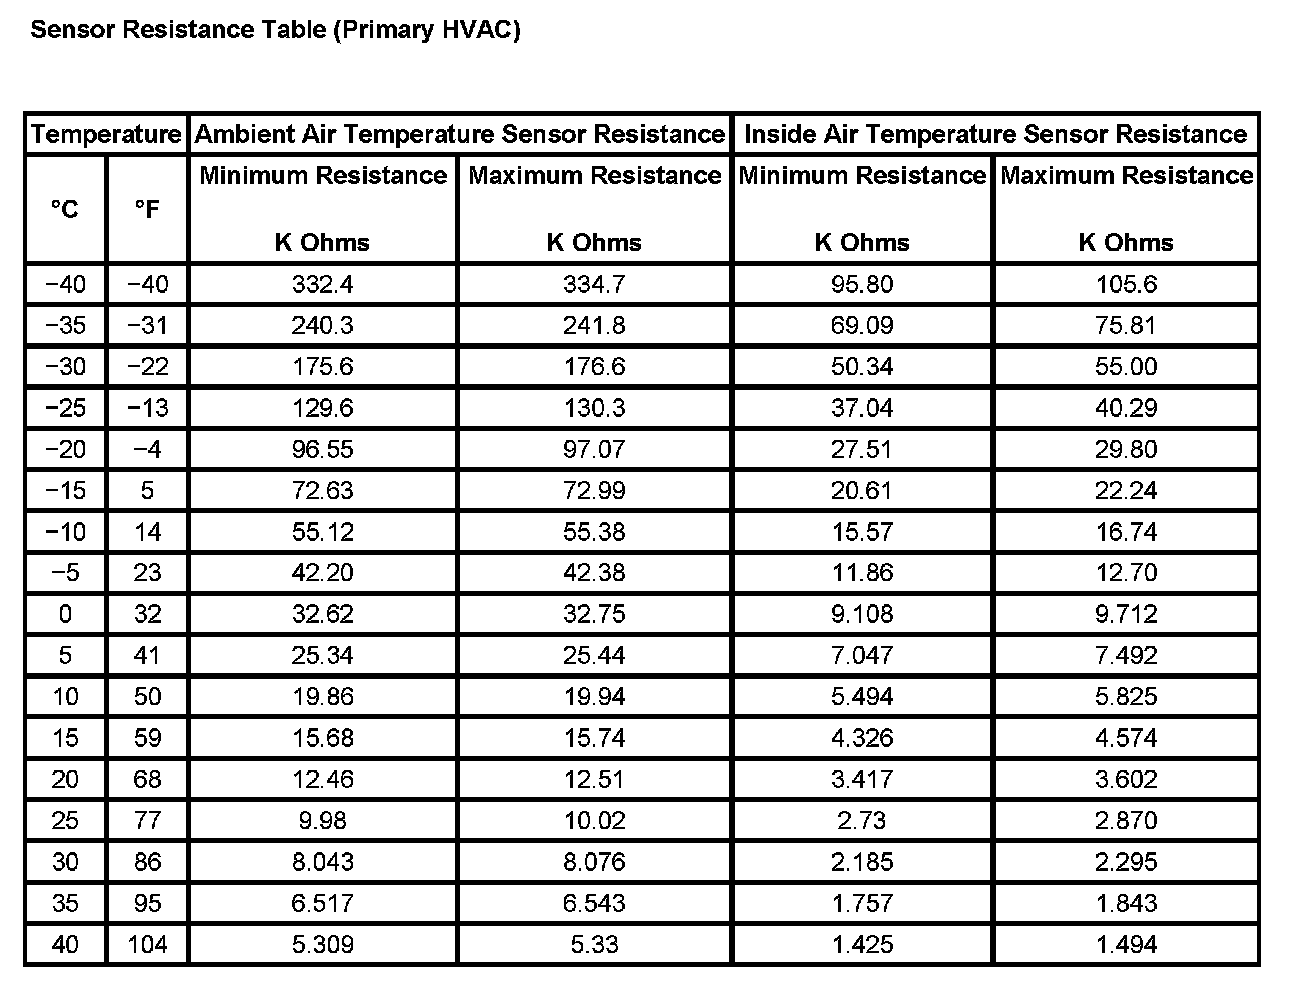 Sensor Resistance Table (Primary HVAC)
Temperature Ambient Air Temperature Sensor Resistance Inside Air Temperature Sensor Resistance
°C °F Minimum Resistance K Ohms Maximum Resistance K Ohms Minimum Resistance K Ohms Maximum Resistance K Ohms
−40 −40 332.4 334.7 95.80 105.6
−35 −31 240.3 241.8 69.09 75.81
−30 −22 175.6 176.6 50.34 55.00
−25 −13 129.6 130.3 37.04 40.29
−20 −4 96.55 97.07 27.51 29.80
−15 5 72.63 72.99 20.61 22.24
−10 14 55.12 55.38 15.57 16.74
−5 23 42.20 42.38 11.86 12.70
0 32 32.62 32.75 9.108 9.712
5 41 25.34 25.44 7.047 7.492
10 50 19.86 19.94 5.494 5.825
15 59 15.68 15.74 4.326 4.574
20 68 12.46 12.51 3.417 3.602
25 77 9.98 10.02 2.73 2.870
30 86 8.043 8.076 2.185 2.295
35 95 6.517 6.543 1.757 1.843
40 104 5.309 5.33 1.425 1.494